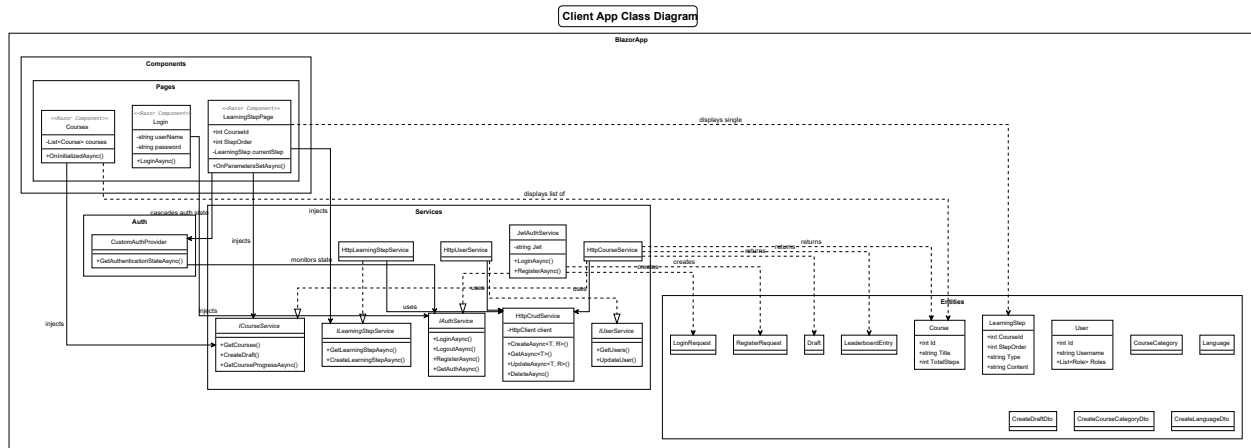 Client App Class Diagram
BlazorApp
Components
Pages
<<Razor Component>>
Courses
-List<Course> courses
+OnInitializedAsync()
<<Razor Component>>
Login
-string userName
-string password
+LoginAsync()
<<Razor Component>>
LearningStepPage
+int CourseId
+int StepOrder
-LearningStep currentStep
+OnParametersSetAsync()
displays single
displays list of
cascades auth state
injects
injects
injects
injects
Auth
CustomAuthProvider
+GetAuthenticationStateAsync()
monitors state
Services
HttpLearningStepService
HttpUserService
JwtAuthService
-string Jwt
+LoginAsync()
+RegisterAsync()
HttpCourseService
returns
returns
returns
creates
creates
uses
uses
uses
ICourseService
+GetCourses()
+CreateDraft()
+GetCourseProgressAsync()
ILearningStepService
+GetLearningStepAsync()
+CreateLearningStepAsync()
IAuthService
+LoginAsync()
+LogoutAsync()
+RegisterAsync()
+GetAuthAsync()
HttpCrudService
-HttpClient client
+CreateAsync<T, R>()
+GetAsync<T>()
+UpdateAsync<T, R>()
+DeleteAsync()
IUserService
+GetUsers()
+UpdateUser()
Entities
LoginRequest
RegisterRequest
Draft
LeaderboardEntry
Course
+int Id
+string Title
+int TotalSteps
LearningStep
+int CourseId
+int StepOrder
+string Type
+string Content
User
+int Id
+string Username
+List<Role> Roles
CourseCategory
Language
CreateDraftDto
CreateCourseCategoryDto
CreateLanguageDto